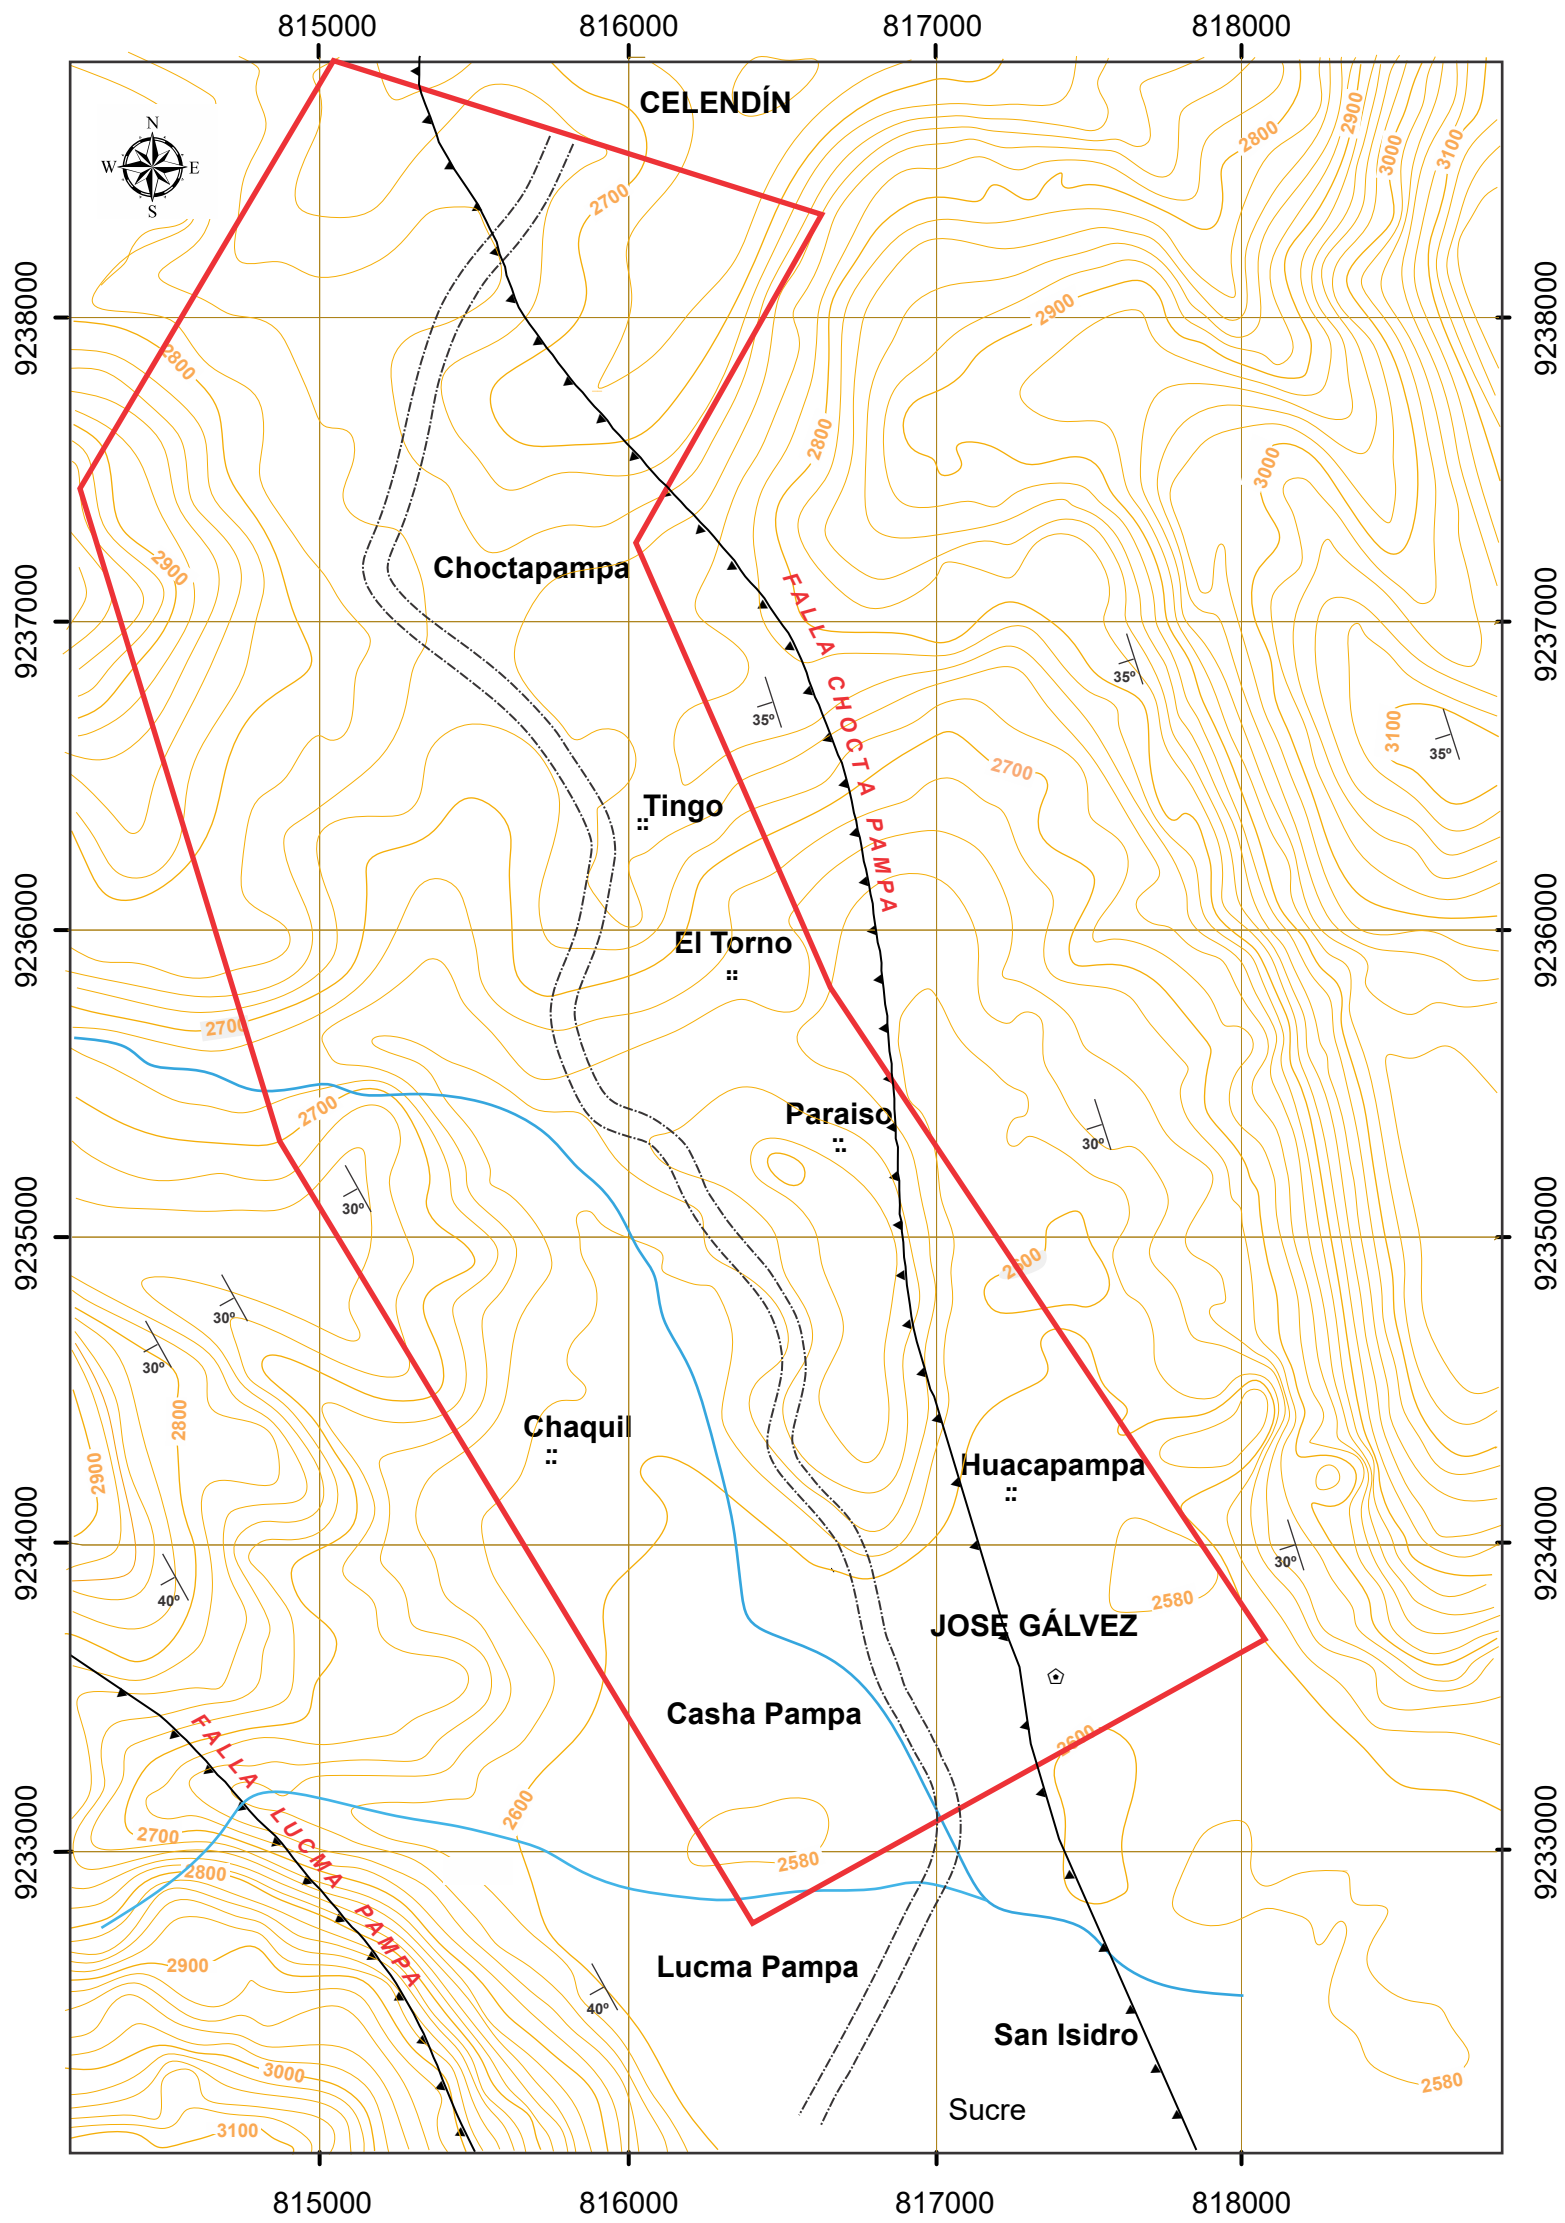 815000 816000 817000 818000
CELENDÍN
N
W E
S
2700
2800
2900
3000
3100
9238000
9238000
2900
2800
2800
3000
2900
Choctapampa
9237000
9237000
FALLA CHOCTA PAMPA
35º
35º
35º
3100
2700
Tingo
El Torno
9236000
9236000
2700
2700
Paraiso
30º
30º
9235000
9235000
2600
30º
30º
2800
2900
Chaquil
Huacapampa
9234000
9234000
30º
40º
2580
JOSE GÁLVEZ
Casha Pampa
2600
FALLA LUCMA PAMPA
2600
2700
2800
9233000
9233000
2580
2900
Lucma Pampa
40º
San Isidro
3000
2580
Sucre
3100
815000 816000 817000 818000